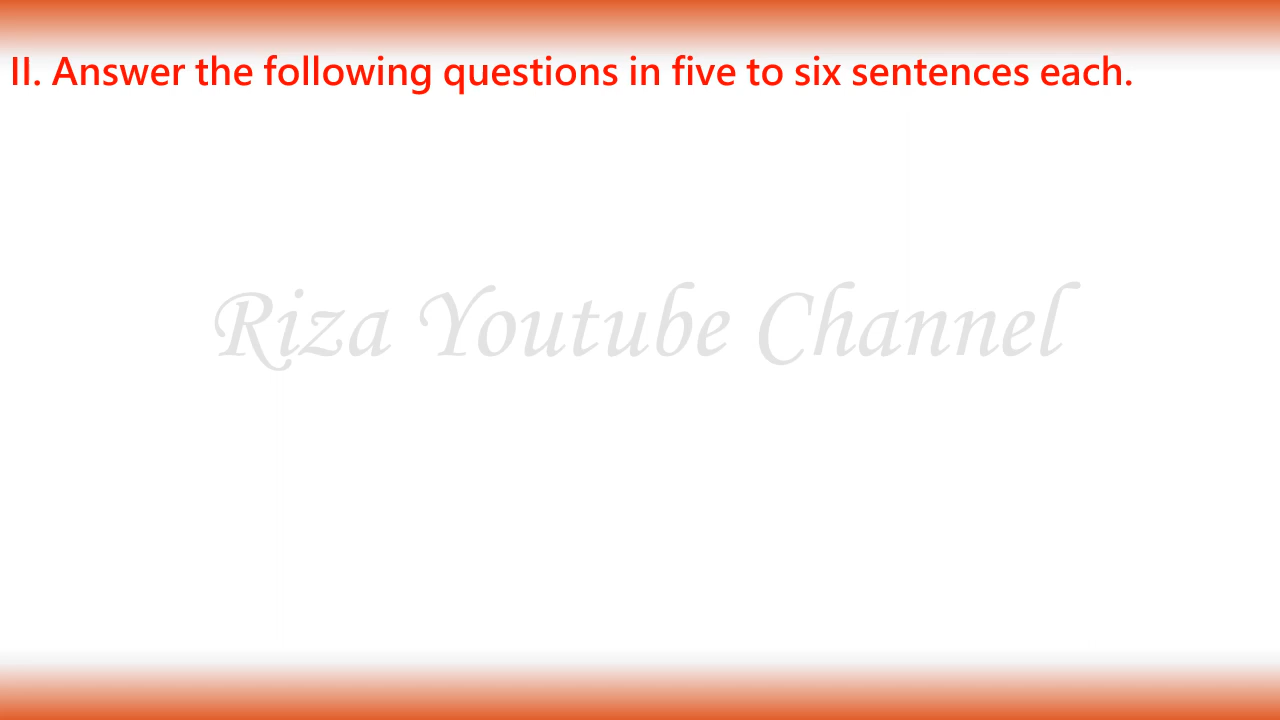 II. Answer the following questions in five to six sentences each.
Riza Youtube Channel